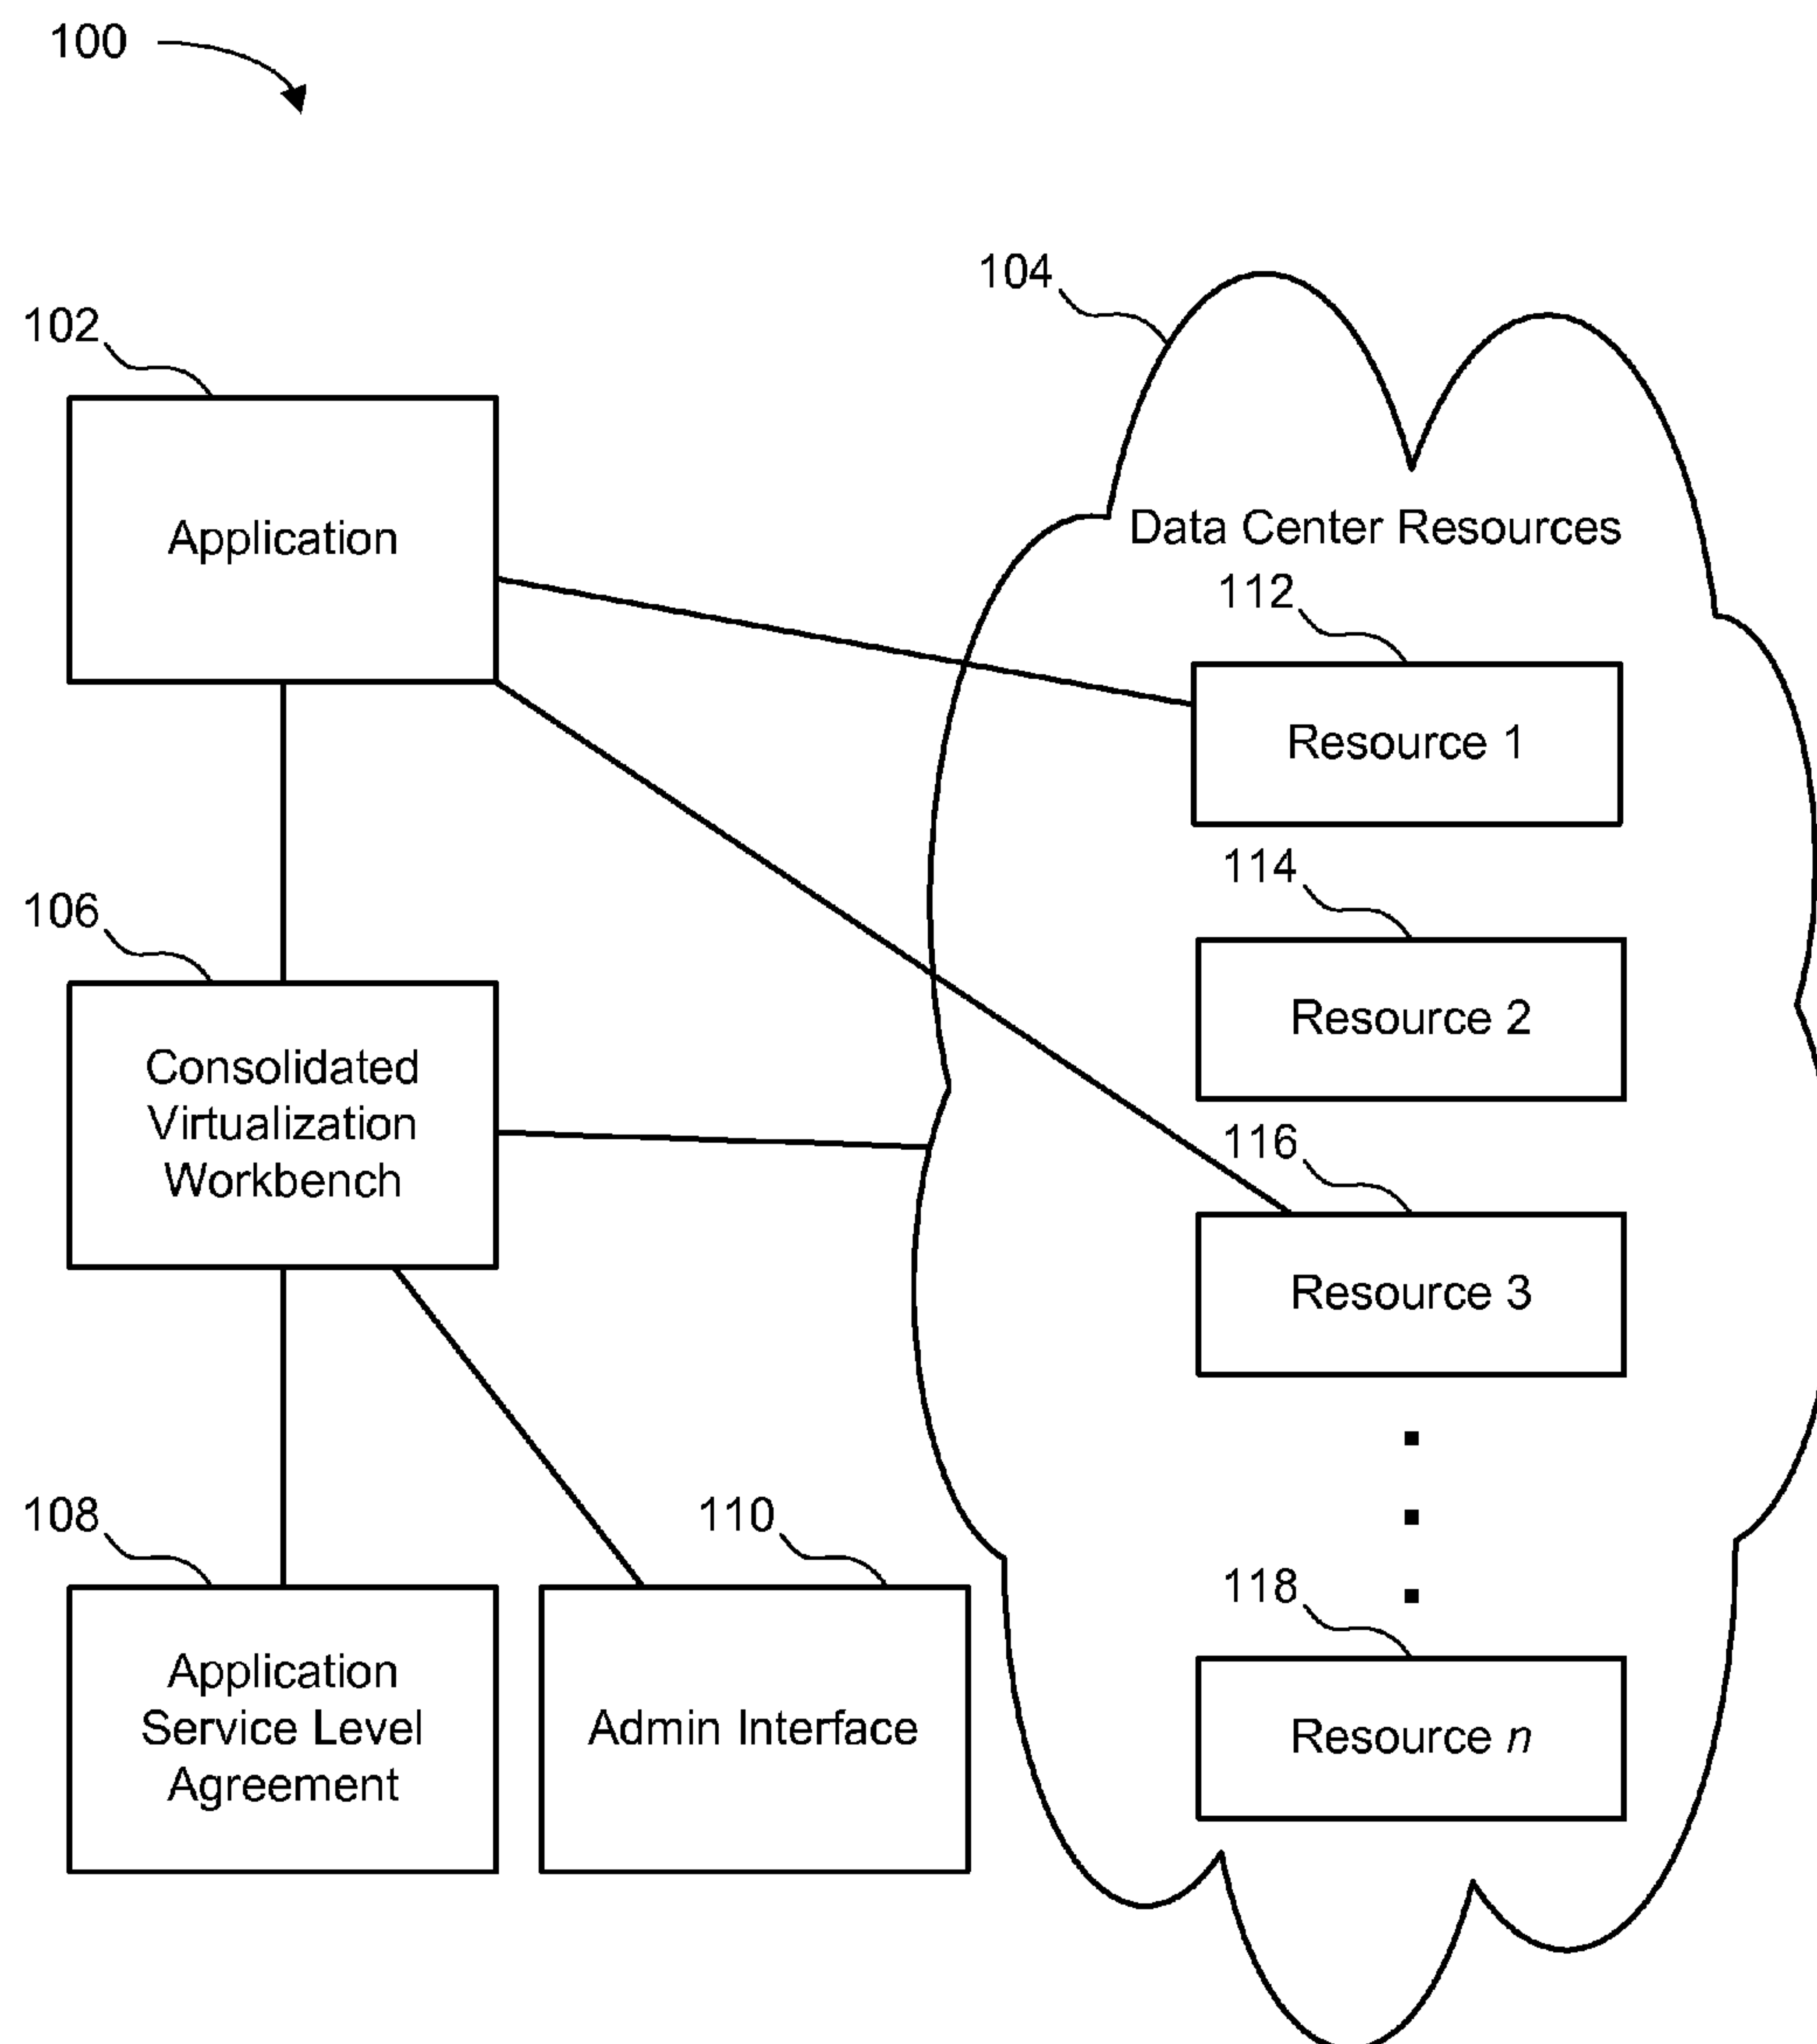 100
104
102
Application
Data Center Resources
112
Resource 1
114
Resource 2
106
Consolidated
Virtualization
Workbench
116
Resource 3
108
Application
Service Level
Agreement
110
Admin Interface
118
Resource n